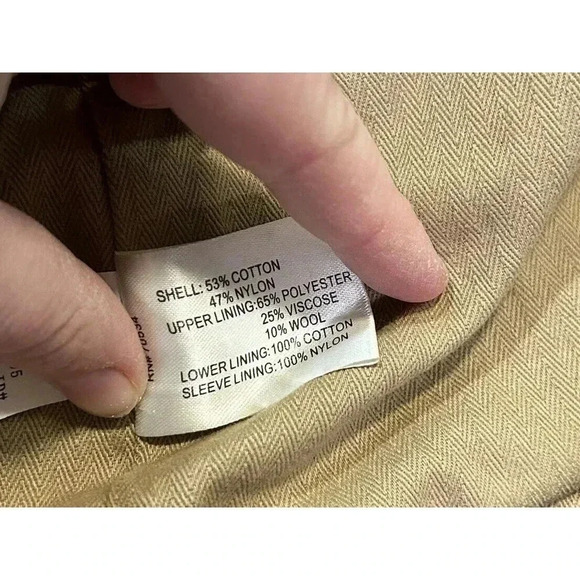 SHELL: 53% COTTON
47% NYLON
UPPER LINING:65% POLYESTER
25% VISCOSE
10% WOOL
LOWER LINING:100% COTTON
SLEEVE LINING:100% NYLON